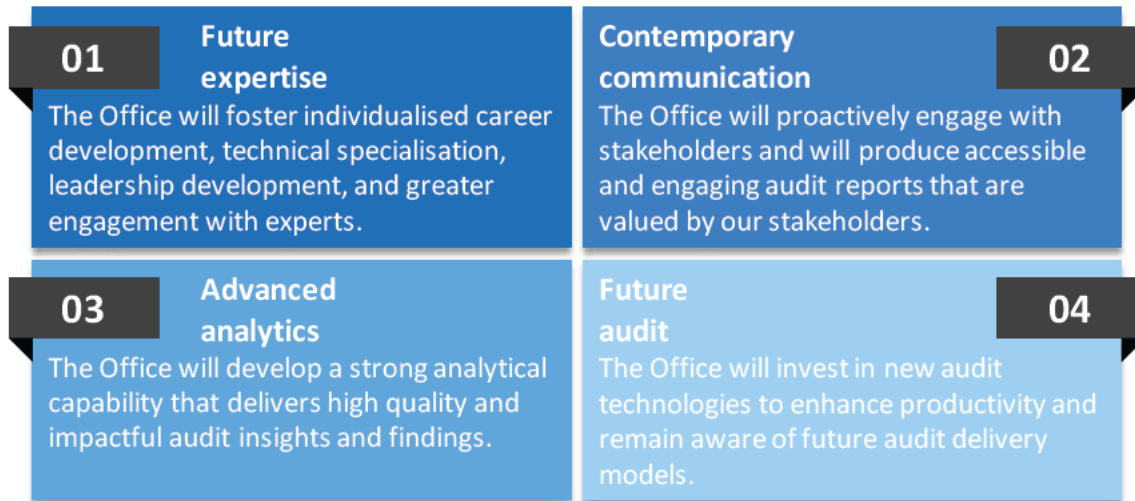 01
Future
expertise
The Office will foster individualised career
development, technical specialisation,
leadership development, and greater
engagement with experts.
Contemporary
communication
02
The Office will proactively engage with
stakeholders and will produce accessible
and engaging audit reports that are
valued by our stakeholders.
03
Advanced
analytics
The Office will develop a strong analytical
capability that delivers high quality and
impactful audit insights and findings.
Future
audit
04
The Office will invest in new audit
technologies to enhance productivity and
remain aware of future audit delivery
models.